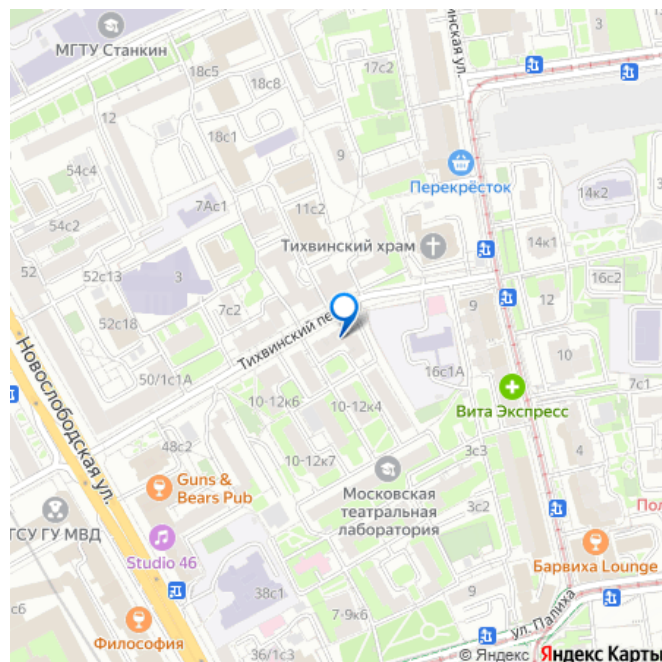 МГТУ Станкин
18с5
18с8
17с2
3
12
18с1
9
Перекрёсток
54с4
14к2
7Ас1
11с2
54с2
Тихвинский храм
14к1
52
52с13
3
16с2
7с2
9
12
52с18
Тихвинский пе
10
50/1с1А
16с1А
7с1
Новослободская ул.
10-12к6
10-12к4
Вита Экспресс
48с2
3с3
4
10-12к7
Guns &
Bears Pub
Московская
театральная
лаборатория
3с2
ГСУ ГУ МВД
Пол
Studio 46
Барвиха Lounge
38с1
9
с6
7-9к6
ул. Палиха
Философия
36/1с3
© Яндекс Яндекс Карты